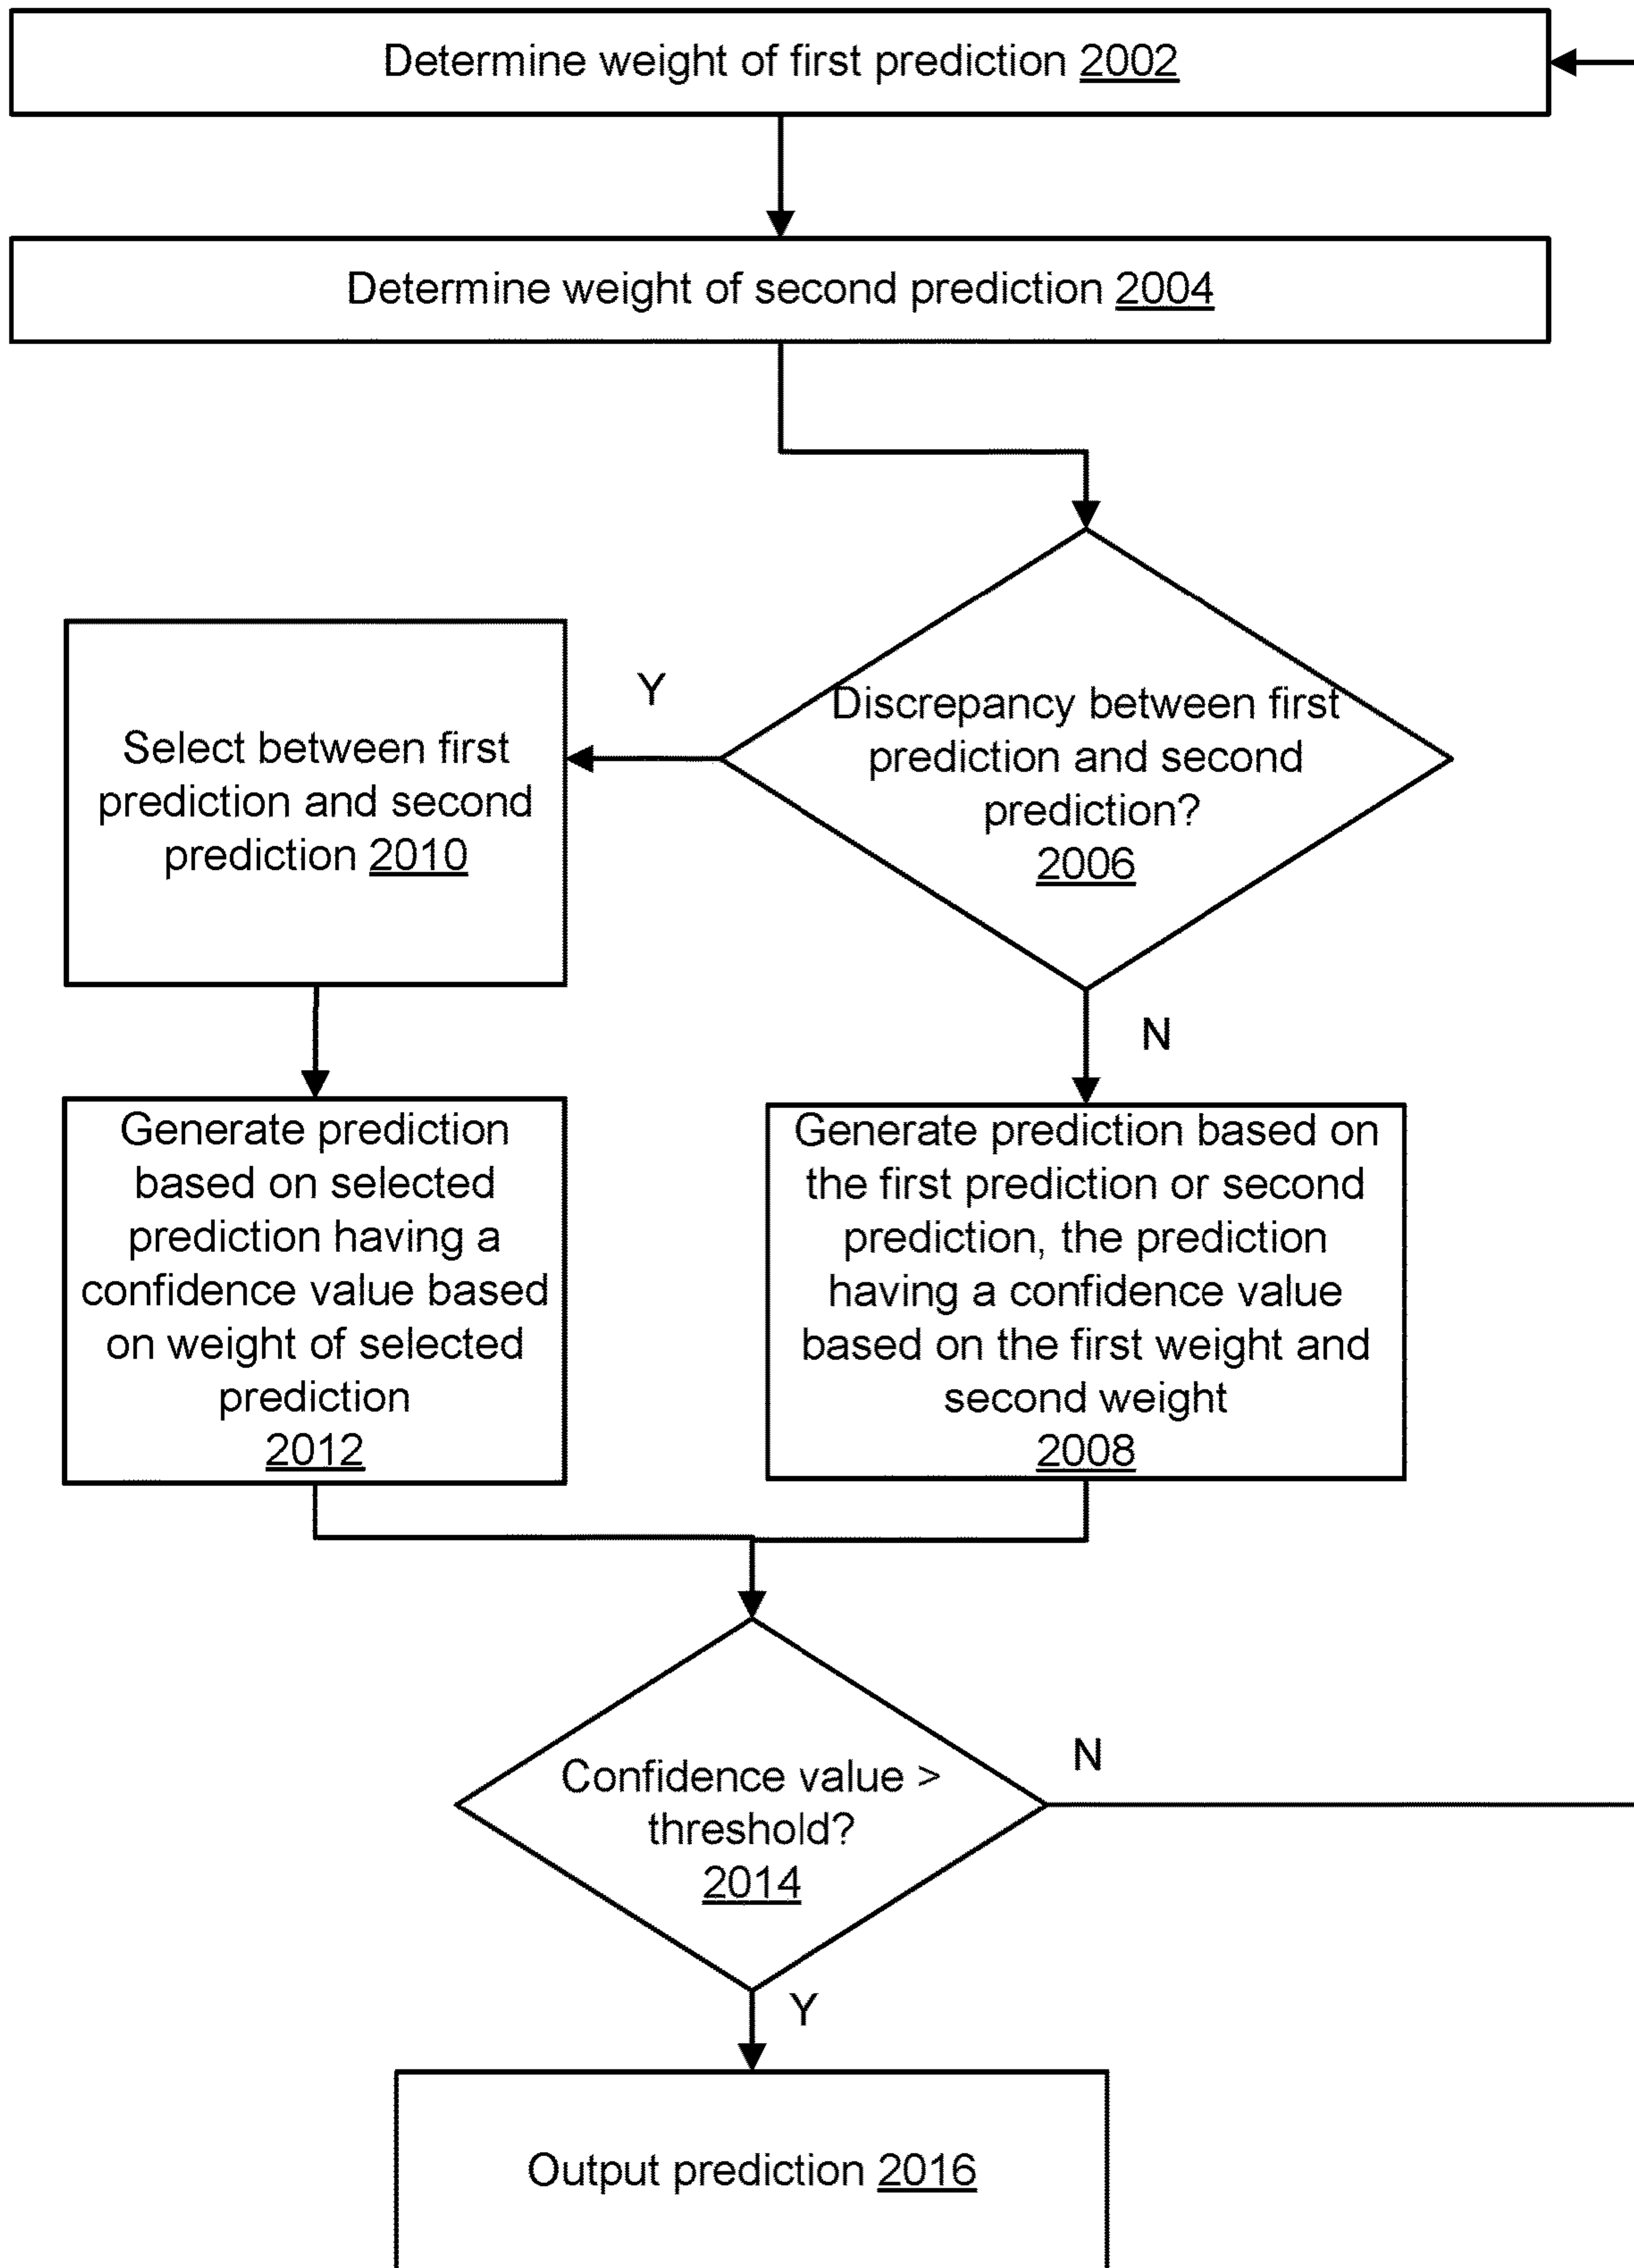 Determine weight of first prediction 2002
Determine weight of second prediction 2004
Discrepancy between first
prediction and second
prediction?
2006
Y
Select between first
prediction and second
prediction 2010
N
Generate prediction
based on selected
prediction having a
confidence value based
on weight of selected
prediction
2012
Generate prediction based on
the first prediction or second
prediction, the prediction
having a confidence value
based on the first weight and
second weight
2008
Confidence value >
threshold?
2014
N
Y
Output prediction 2016